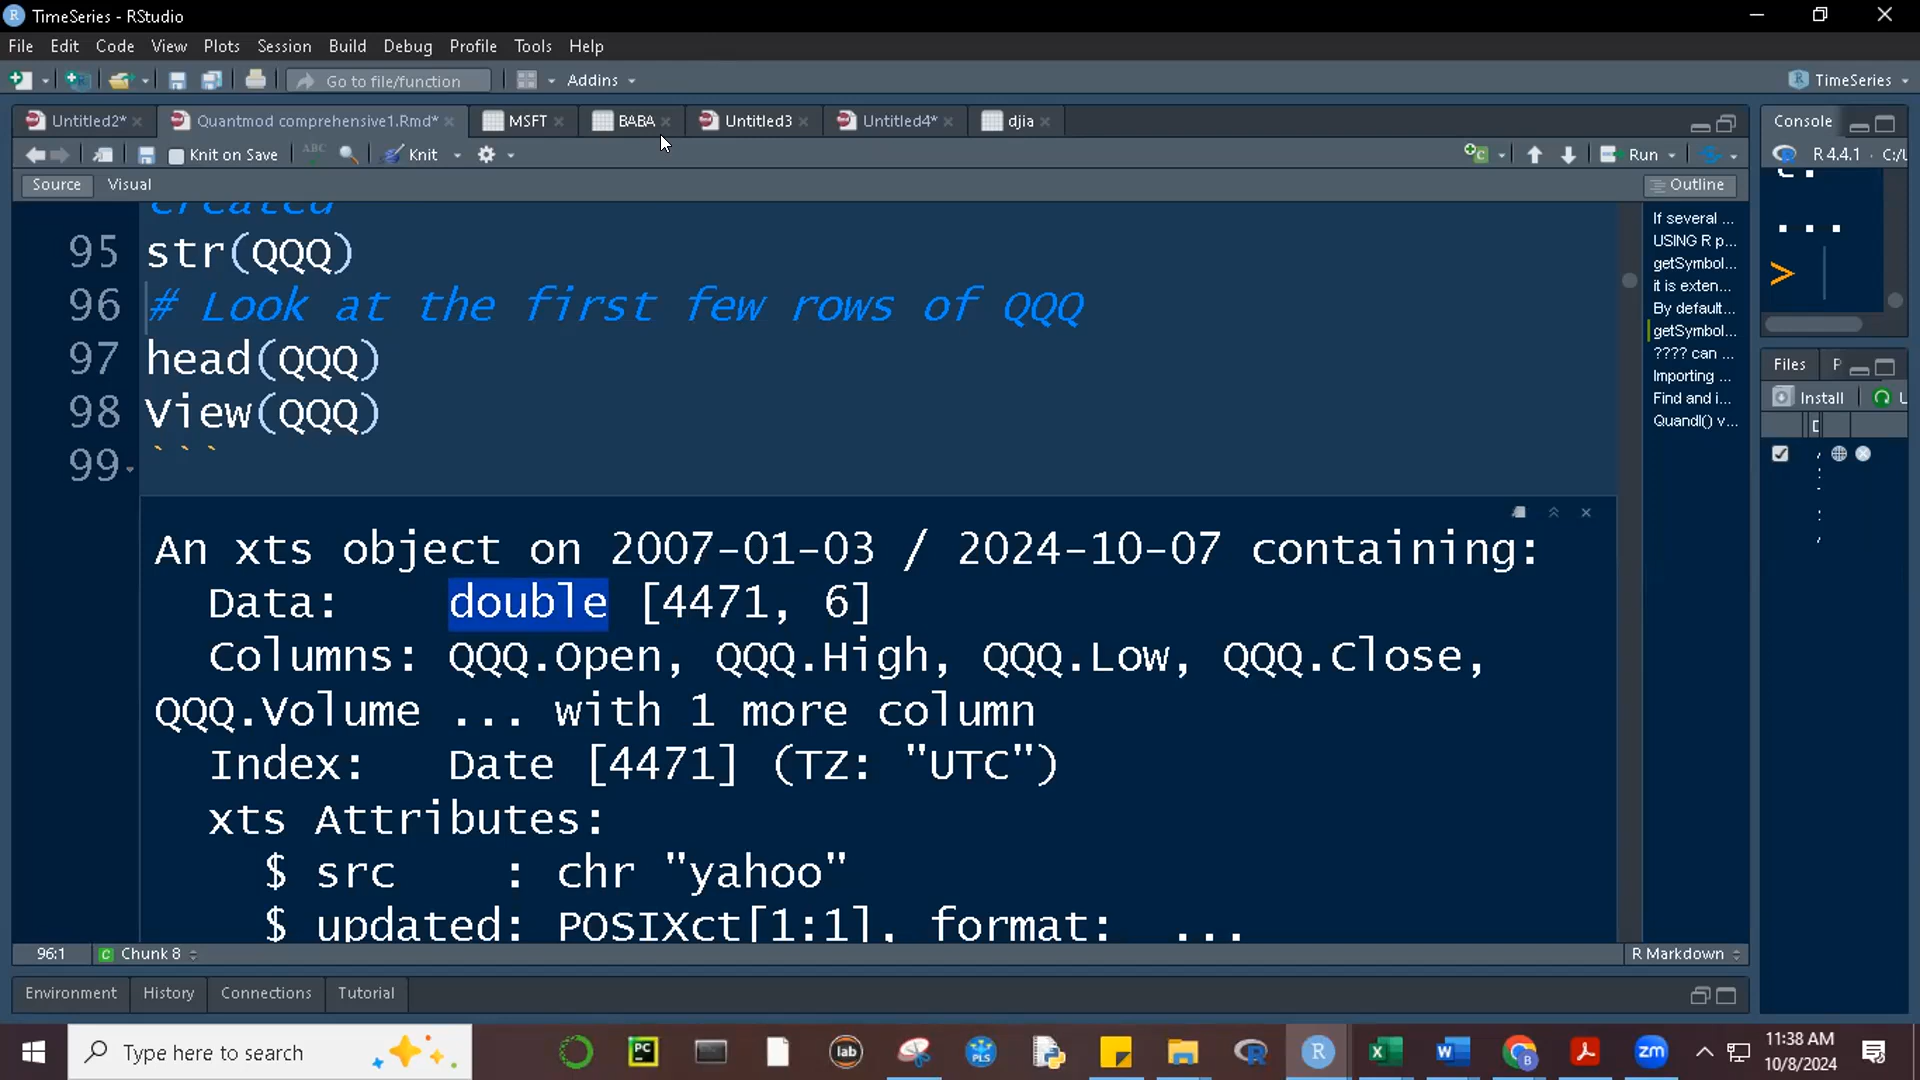 TimeSeries - RStudio
File Edit Code View Plots Session Build Debug Profile Tools Help
Go to file/function Addins TimeSeries
Untitled2* Quantmod comprehensive1.Rmd* MSFT BABA Untitled3 Untitled4* djia
Knit on Save ABC Knit Run
Source Visual Outline
created
95 str(QQQ)
96 # Look at the first few rows of QQQ
97 head(QQQ)
98 View(QQQ)
99 ```
An xts object on 2007-01-03 / 2024-10-07 containing:
Data: double [4471, 6]
Columns: QQQ.Open, QQQ.High, QQQ.Low, QQQ.Close,
QQQ.Volume ... with 1 more column
Index: Date [4471] (TZ: "UTC")
xts Attributes:
$ src : chr "yahoo"
$ updated: POSIXct[1:1], format: ...
96:1 C Chunk 8 R Markdown
Environment History Connections Tutorial
If several ...
USING R p...
getSymbol...
it is exten...
By default...
getSymbol...
???? can ...
Importing ...
Find and i...
Quandl() v...
Console
R 4.4.1 · C:/
...
>
Files P
Install
Type here to search
PC lab PLS R X W B zm
11:38 AM
10/8/2024